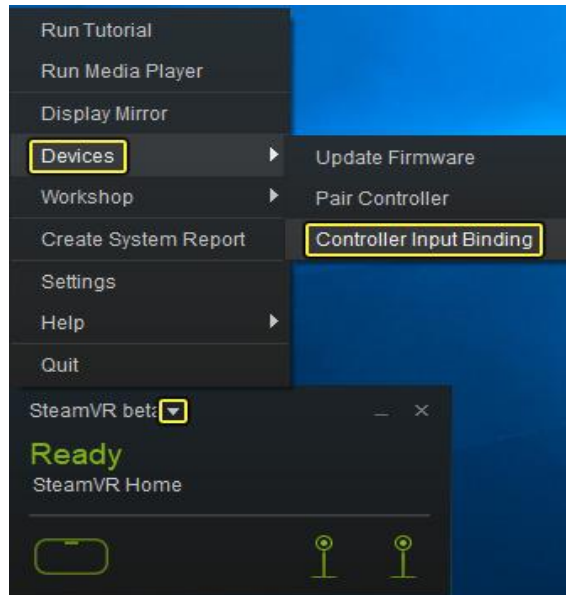 Run Tutorial
Run Media Player
Display Mirror
Devices
Update Firmware
Workshop
Pair Controller
Create System Report
Controller Input Binding
Settings
Help
Quit
SteamVR beta
Ready
SteamVR Home